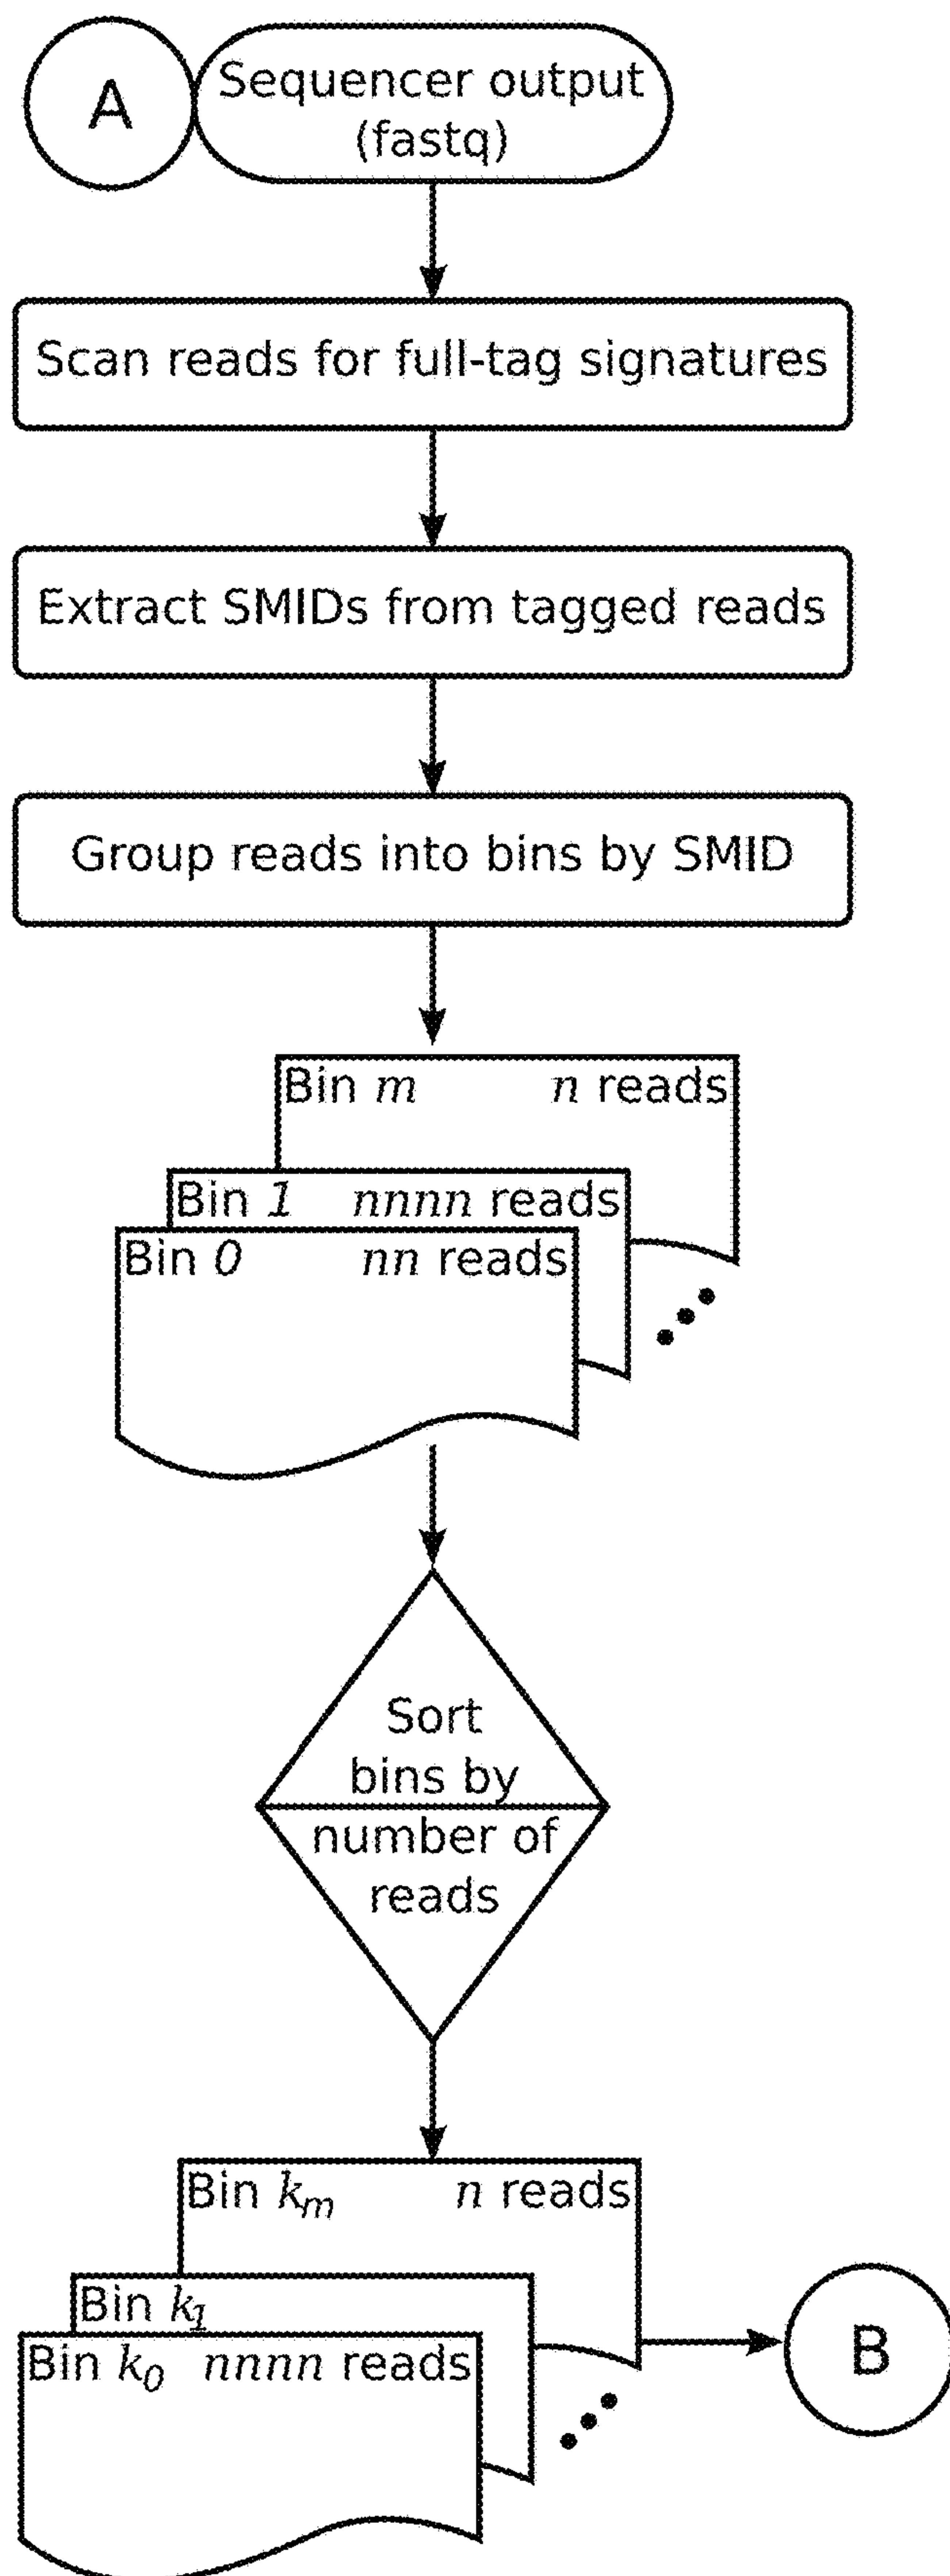 A
Sequencer output
(fastq)
Scan reads for full-tag signatures
Extract SMIDs from tagged reads
Group reads into bins by SMID
Bin m n reads
Bin 1 nnnn reads
Bin 0 nn reads
Sort
bins by
number of
reads
Bin kₘ n reads
Bin k₁
Bin k₀ nnnn reads
B